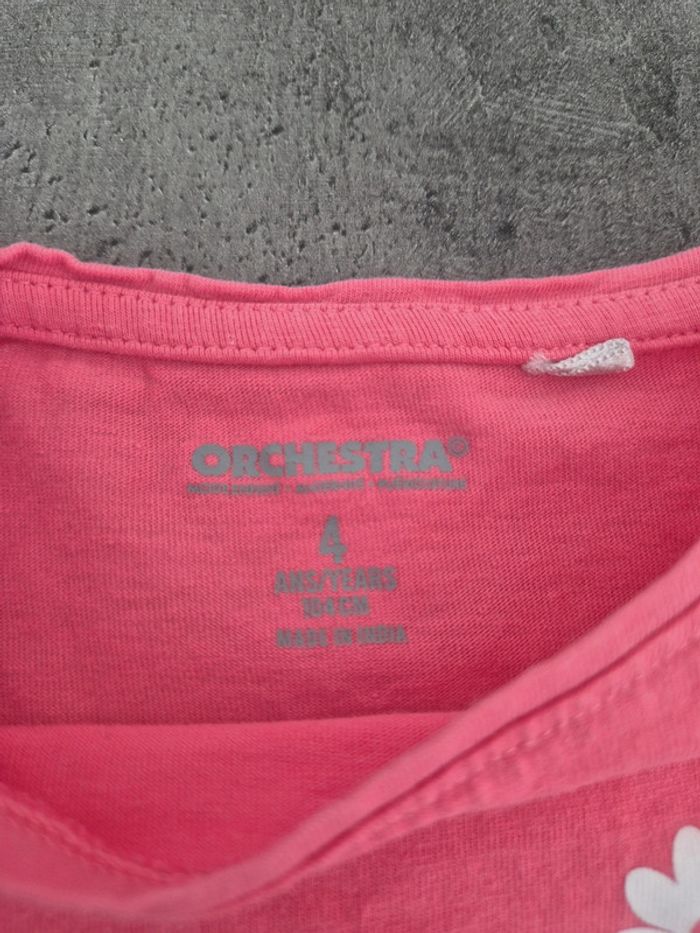 ORCHESTRA©
4
ANS/YEARS
104 CM
MADE IN INDIA